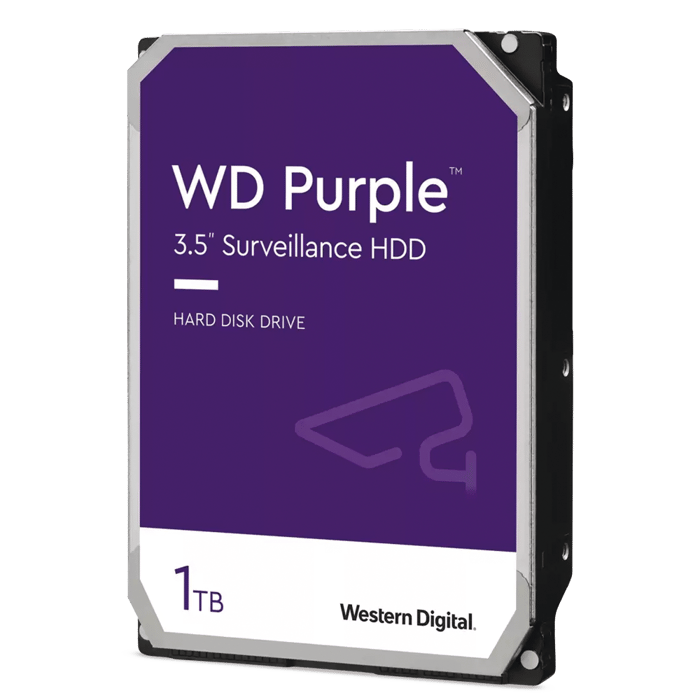 WD Purple™
3.5" Surveillance HDD
HARD DISK DRIVE
1TB
Western Digital.